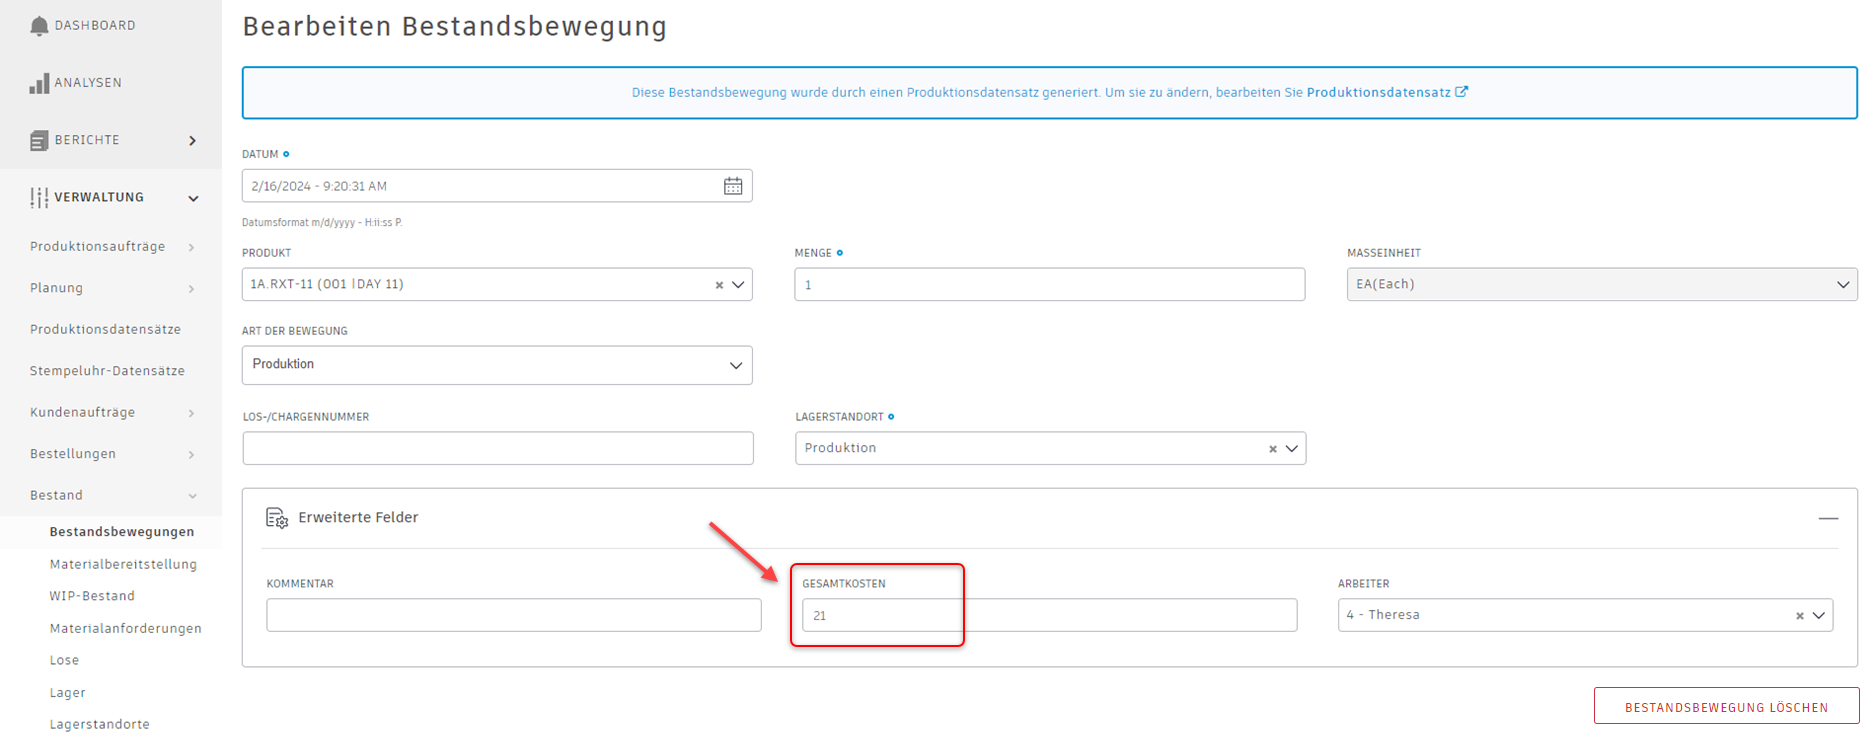 DASHBOARD
ANALYSEN
BERICHTE
VERWALTUNG
Produktionsaufträge
Planung
Produktionsdatensätze
Stempeluhr-Datensätze
Kundenaufträge
Bestellungen
Bestand
Bestandsbewegungen
Materialbereitstellung
WIP-Bestand
Materialanforderungen
Lose
Lager
Lagerstandorte
Bearbeiten Bestandsbewegung
Diese Bestandsbewegung wurde durch einen Produktionsdatensatz generiert. Um sie zu ändern, bearbeiten Sie Produktionsdatensatz
DATUM
2/16/2024 - 9:20:31 AM
Datumsformat m/d/yyyy - H:ii:ss P.
PRODUKT
1A.RXT-11 (001 |DAY 11)
MENGE
1
MASSEINHEIT
EA(Each)
ART DER BEWEGUNG
Produktion
LOS-/CHARGENNUMMER
LAGERSTANDORT
Produktion
Erweiterte Felder
KOMMENTAR
GESAMTKOSTEN
21
ARBEITER
4 - Theresa
BESTANDSBEWEGUNG LÖSCHEN